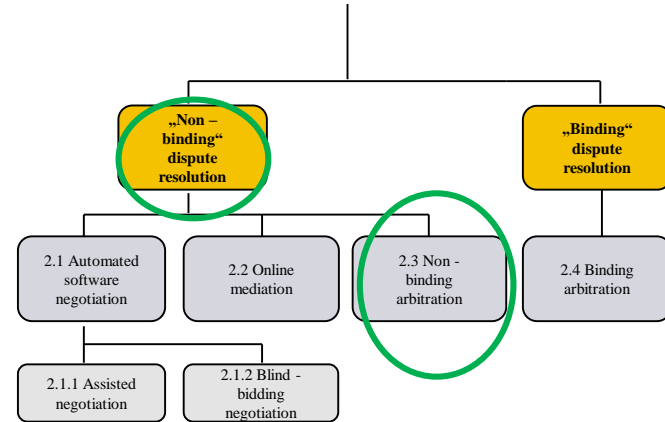 „Non –
binding“
dispute
resolution
„Binding“
dispute
resolution
2.1 Automated
software
negotiation
2.2 Online
mediation
2.3 Non -
binding
arbitration
2.4 Binding
arbitration
2.1.1 Assisted
negotiation
2.1.2 Blind -
bidding
negotiation